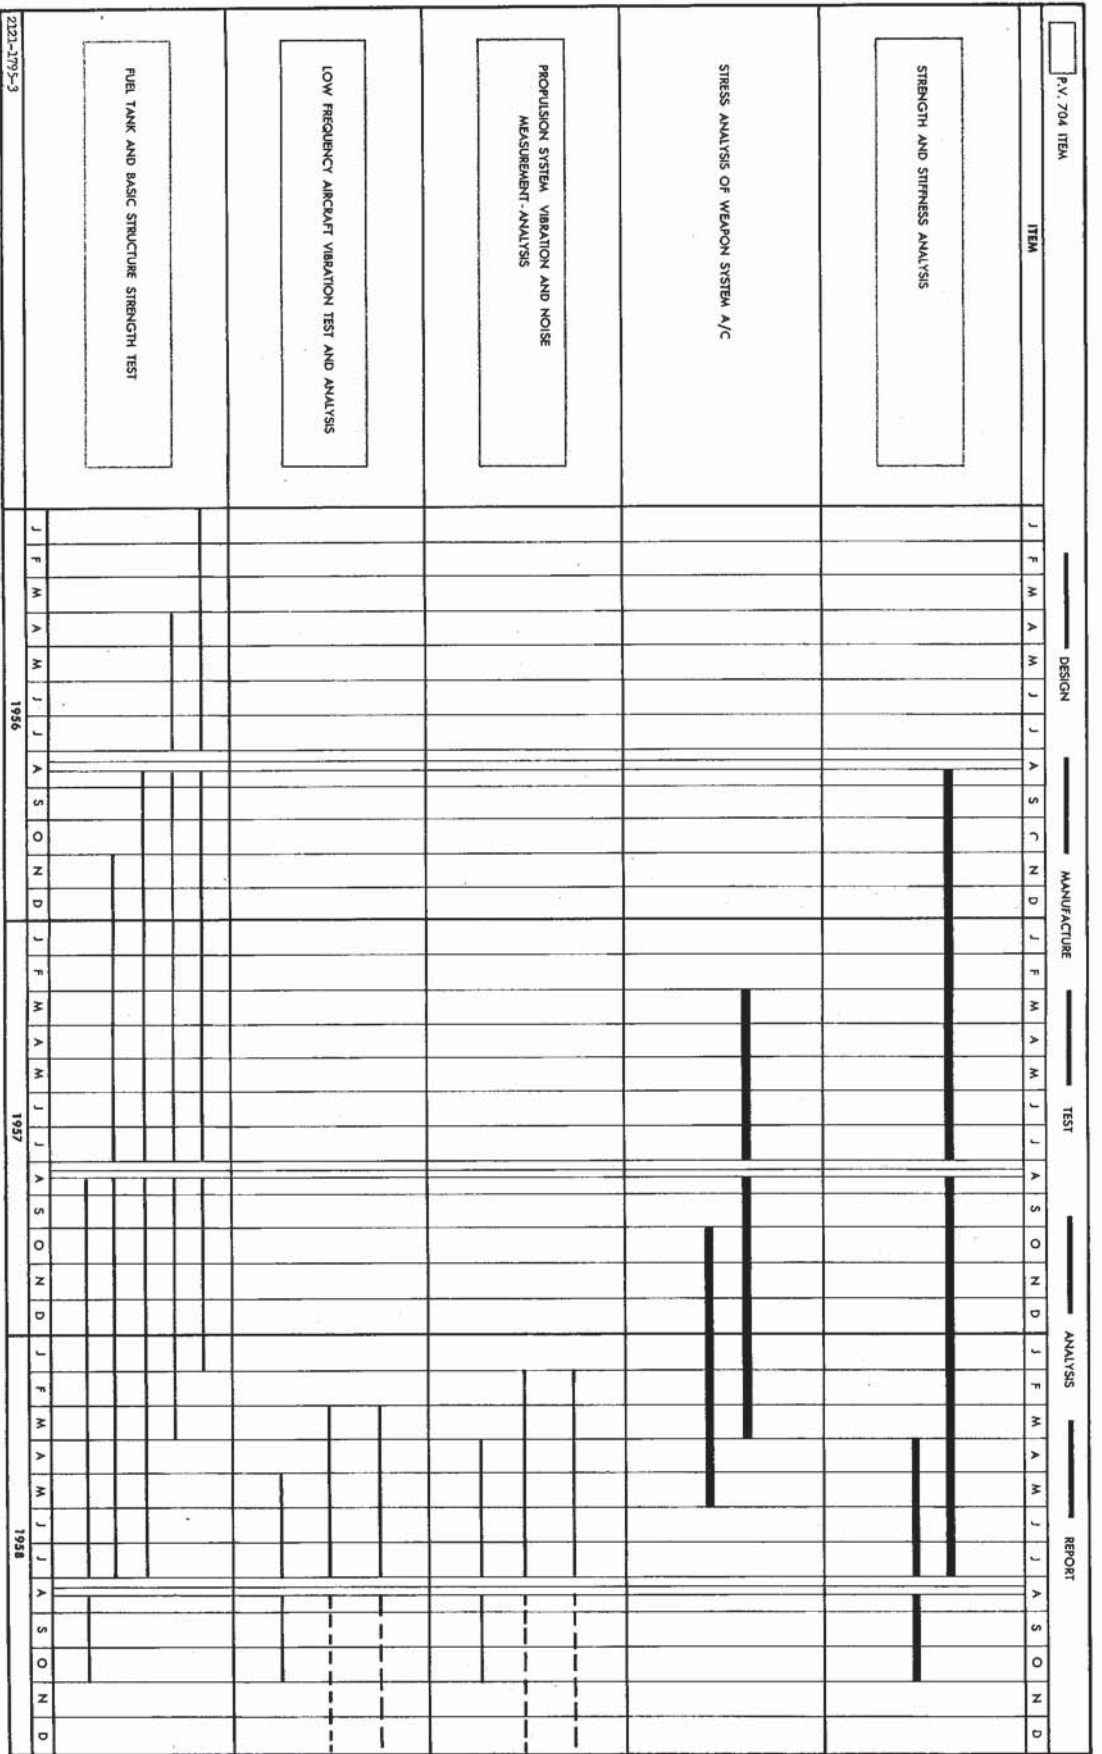 P.V. 704 ITEM
DESIGN
MANUFACTURE
TEST
ANALYSIS
REPORT
ITEM
J F M A M J J A S C N D J F M A M J J A S O N D J F M A M J J A S O N D
STRENGTH AND STIFFNESS ANALYSIS
STRESS ANALYSIS OF WEAPON SYSTEM A/C
PROPULSION SYSTEM VIBRATION AND NOISE
MEASUREMENT - ANALYSIS
LOW FREQUENCY AIRCRAFT VIBRATION TEST AND ANALYSIS
FUEL TANK AND BASIC STRUCTURE STRENGTH TEST
J F M A M J J A S O N D J F M A M J J A S O N D J F M A M J J A S O N D
1956
1957
1958
2121-1795-3